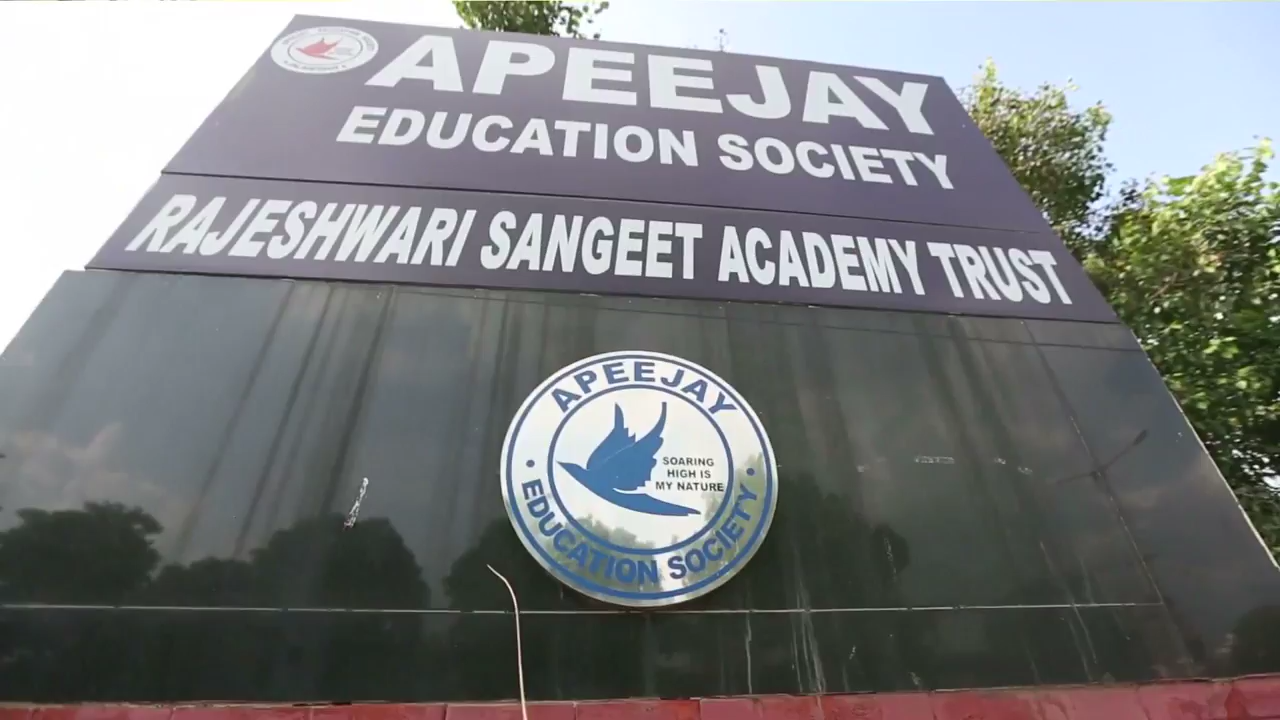 APEEJAY
EDUCATION SOCIETY
RAJESHWARI SANGEET ACADEMY TRUST
APEEJAY
SOARING
HIGH IS
MY NATURE
EDUCATION SOCIETY